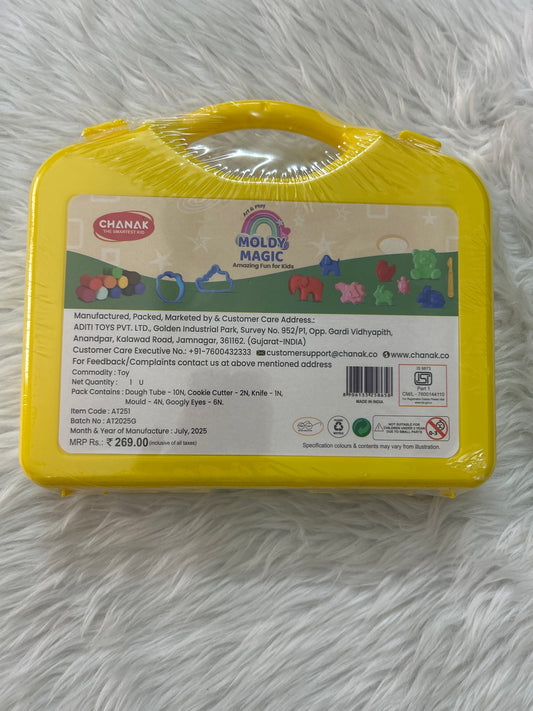 CHANAK
THE SMARTEST KID
Art & Play
MOLDY
MAGIC
Amazing Fun for Kids
Manufactured, Packed, Marketed by & Customer Care Address.:
ADITI TOYS PVT. LTD., Golden Industrial Park, Survey No. 952/P1, Opp. Gardi Vidhyapith,
Anandpar, Kalawad Road, Jamnagar, 361162. (Gujarat-INDIA)
Customer Care Executive No.: +91-7600432333 customersupport@chanak.co www.chanak.co
For Feedback/Complaints contact us at above mentioned address
Commodity : Toy
Net Quantity : 1 U
Pack Contains : Dough Tube - 10N, Cookie Cutter - 2N, Knife - 1N,
Mould - 4N, Googly Eyes - 6N.
Item Code : AT251
Batch No : AT2025G
Month & Year of Manufacture : July, 2025
MRP Rs.: ₹ 269.00 (inclusive of all taxes)
MADE IN INDIA
IS 9873
Part 1
CM/L - 7600144110
NOT SUITABLE FOR
CHILDREN UNDER 3 YEAR
DUE TO SMALL PARTS
0-3
Specification colours & contents may vary from illustration.